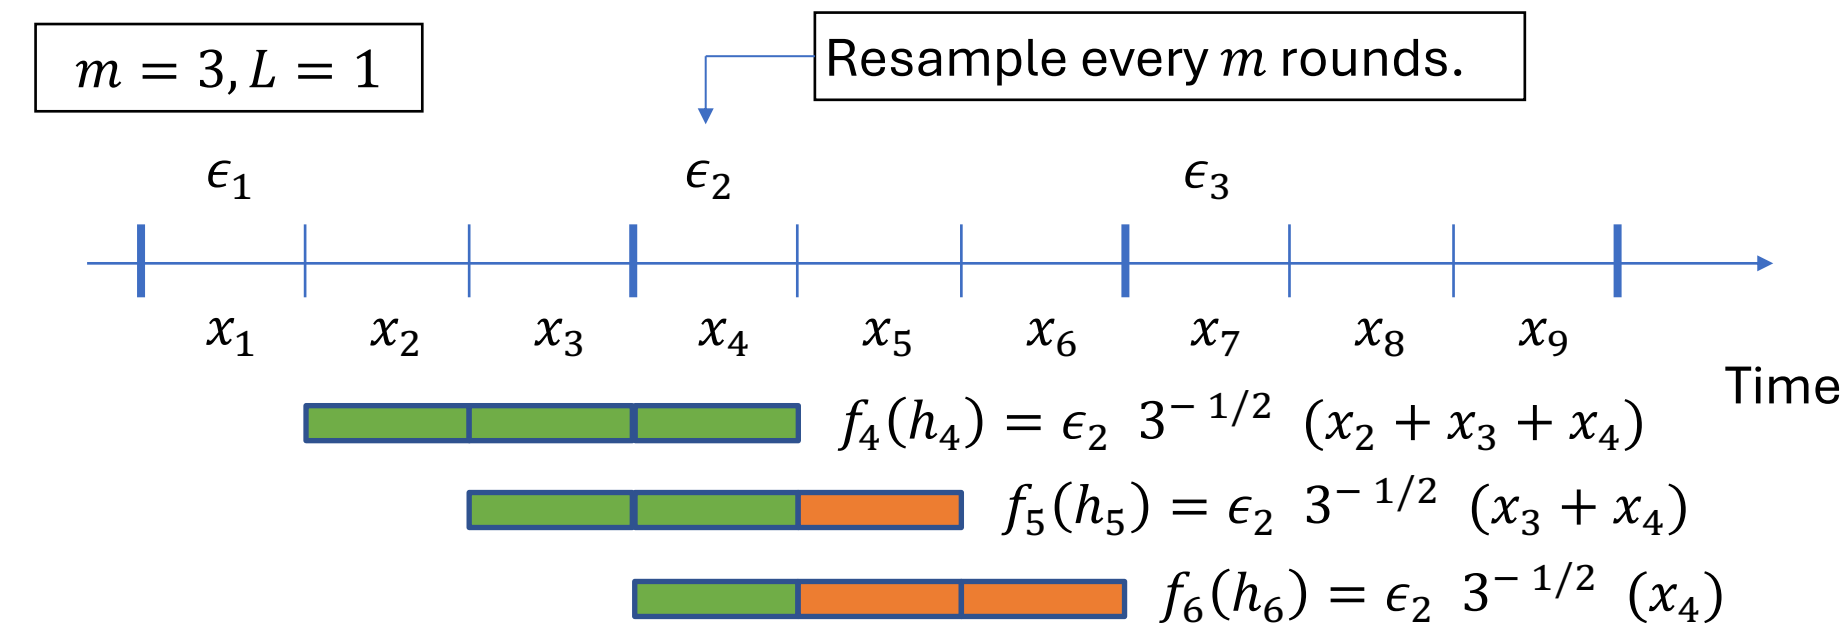 m = 3, L = 1
Resample every m rounds.
ϵ₁ ϵ₂ ϵ₃
x₁ x₂ x₃ x₄ x₅ x₆ x₇ x₈ x₉
Time
f₄(h₄) = ϵ₂ 3^{- 1/2} (x₂ + x₃ + x₄)
f₅(h₅) = ϵ₂ 3^{- 1/2} (x₃ + x₄)
f₆(h₆) = ϵ₂ 3^{- 1/2} (x₄)